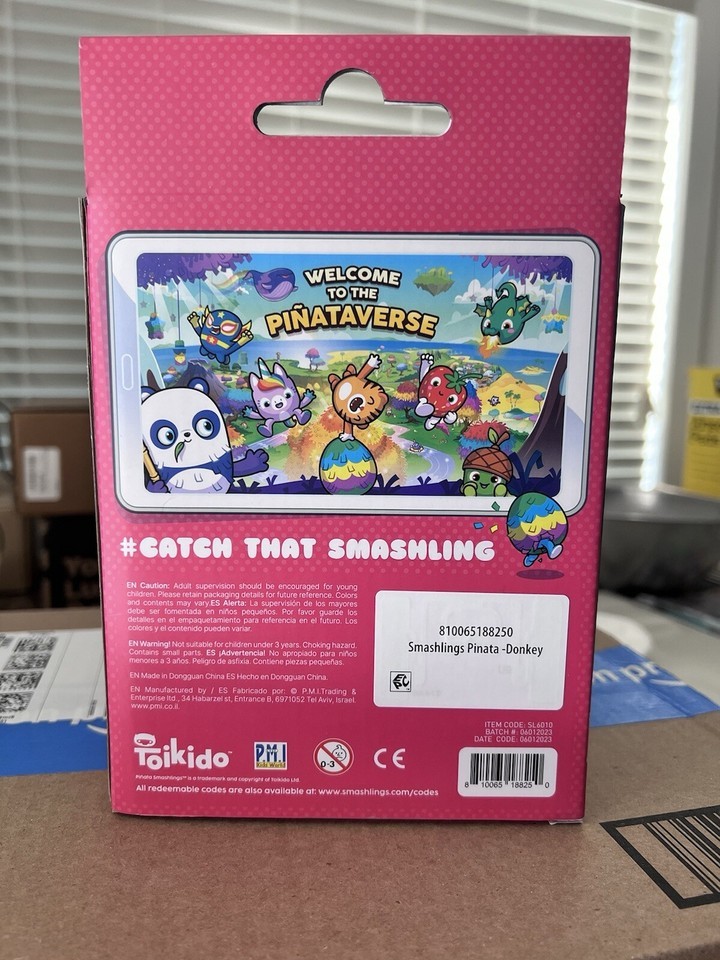 WELCOME
TO THE
PIÑATAVERSE
#CATCH THAT SMASHLING
EN Caution: Adult supervision should be encouraged for young
children. Please retain packaging details for future reference. Colors
and contents may vary.ES Alerta: La supervisión de los mayores
debe ser fomentada en niños pequeños. Por favor guarde los
detalles en el empaquetamiento para referencia en el futuro. Los
colores y el contenido pueden variar.
EN Warning! Not suitable for children under 3 years. Choking hazard.
Contains small parts. ES ¡Advertencia! No apropiado para niños
menores a 3 años. Peligro de asfixia. Contiene piezas pequeñas.
EN Made in Dongguan China ES Hecho en Dongguan China.
EN Manufactured by / ES Fabricado por: © P.M.I.Trading &
Enterprise ltd., 34 Habarzel st, Entrance B, 6971052 Tel Aviv, Israel.
www.pmi.co.il.
810065188250
Smashlings Pinata -Donkey
ITEM CODE: SL6010
BATCH #: 06012023
DATE CODE: 06012023
Toikido™
P.M.I
Kids World
0-3
CE
8 10065 18825 0
Piñata Smashlings™ is a trademark and copyright of Toikido Ltd.
All redeemable codes are also available at: www.smashlings.com/codes